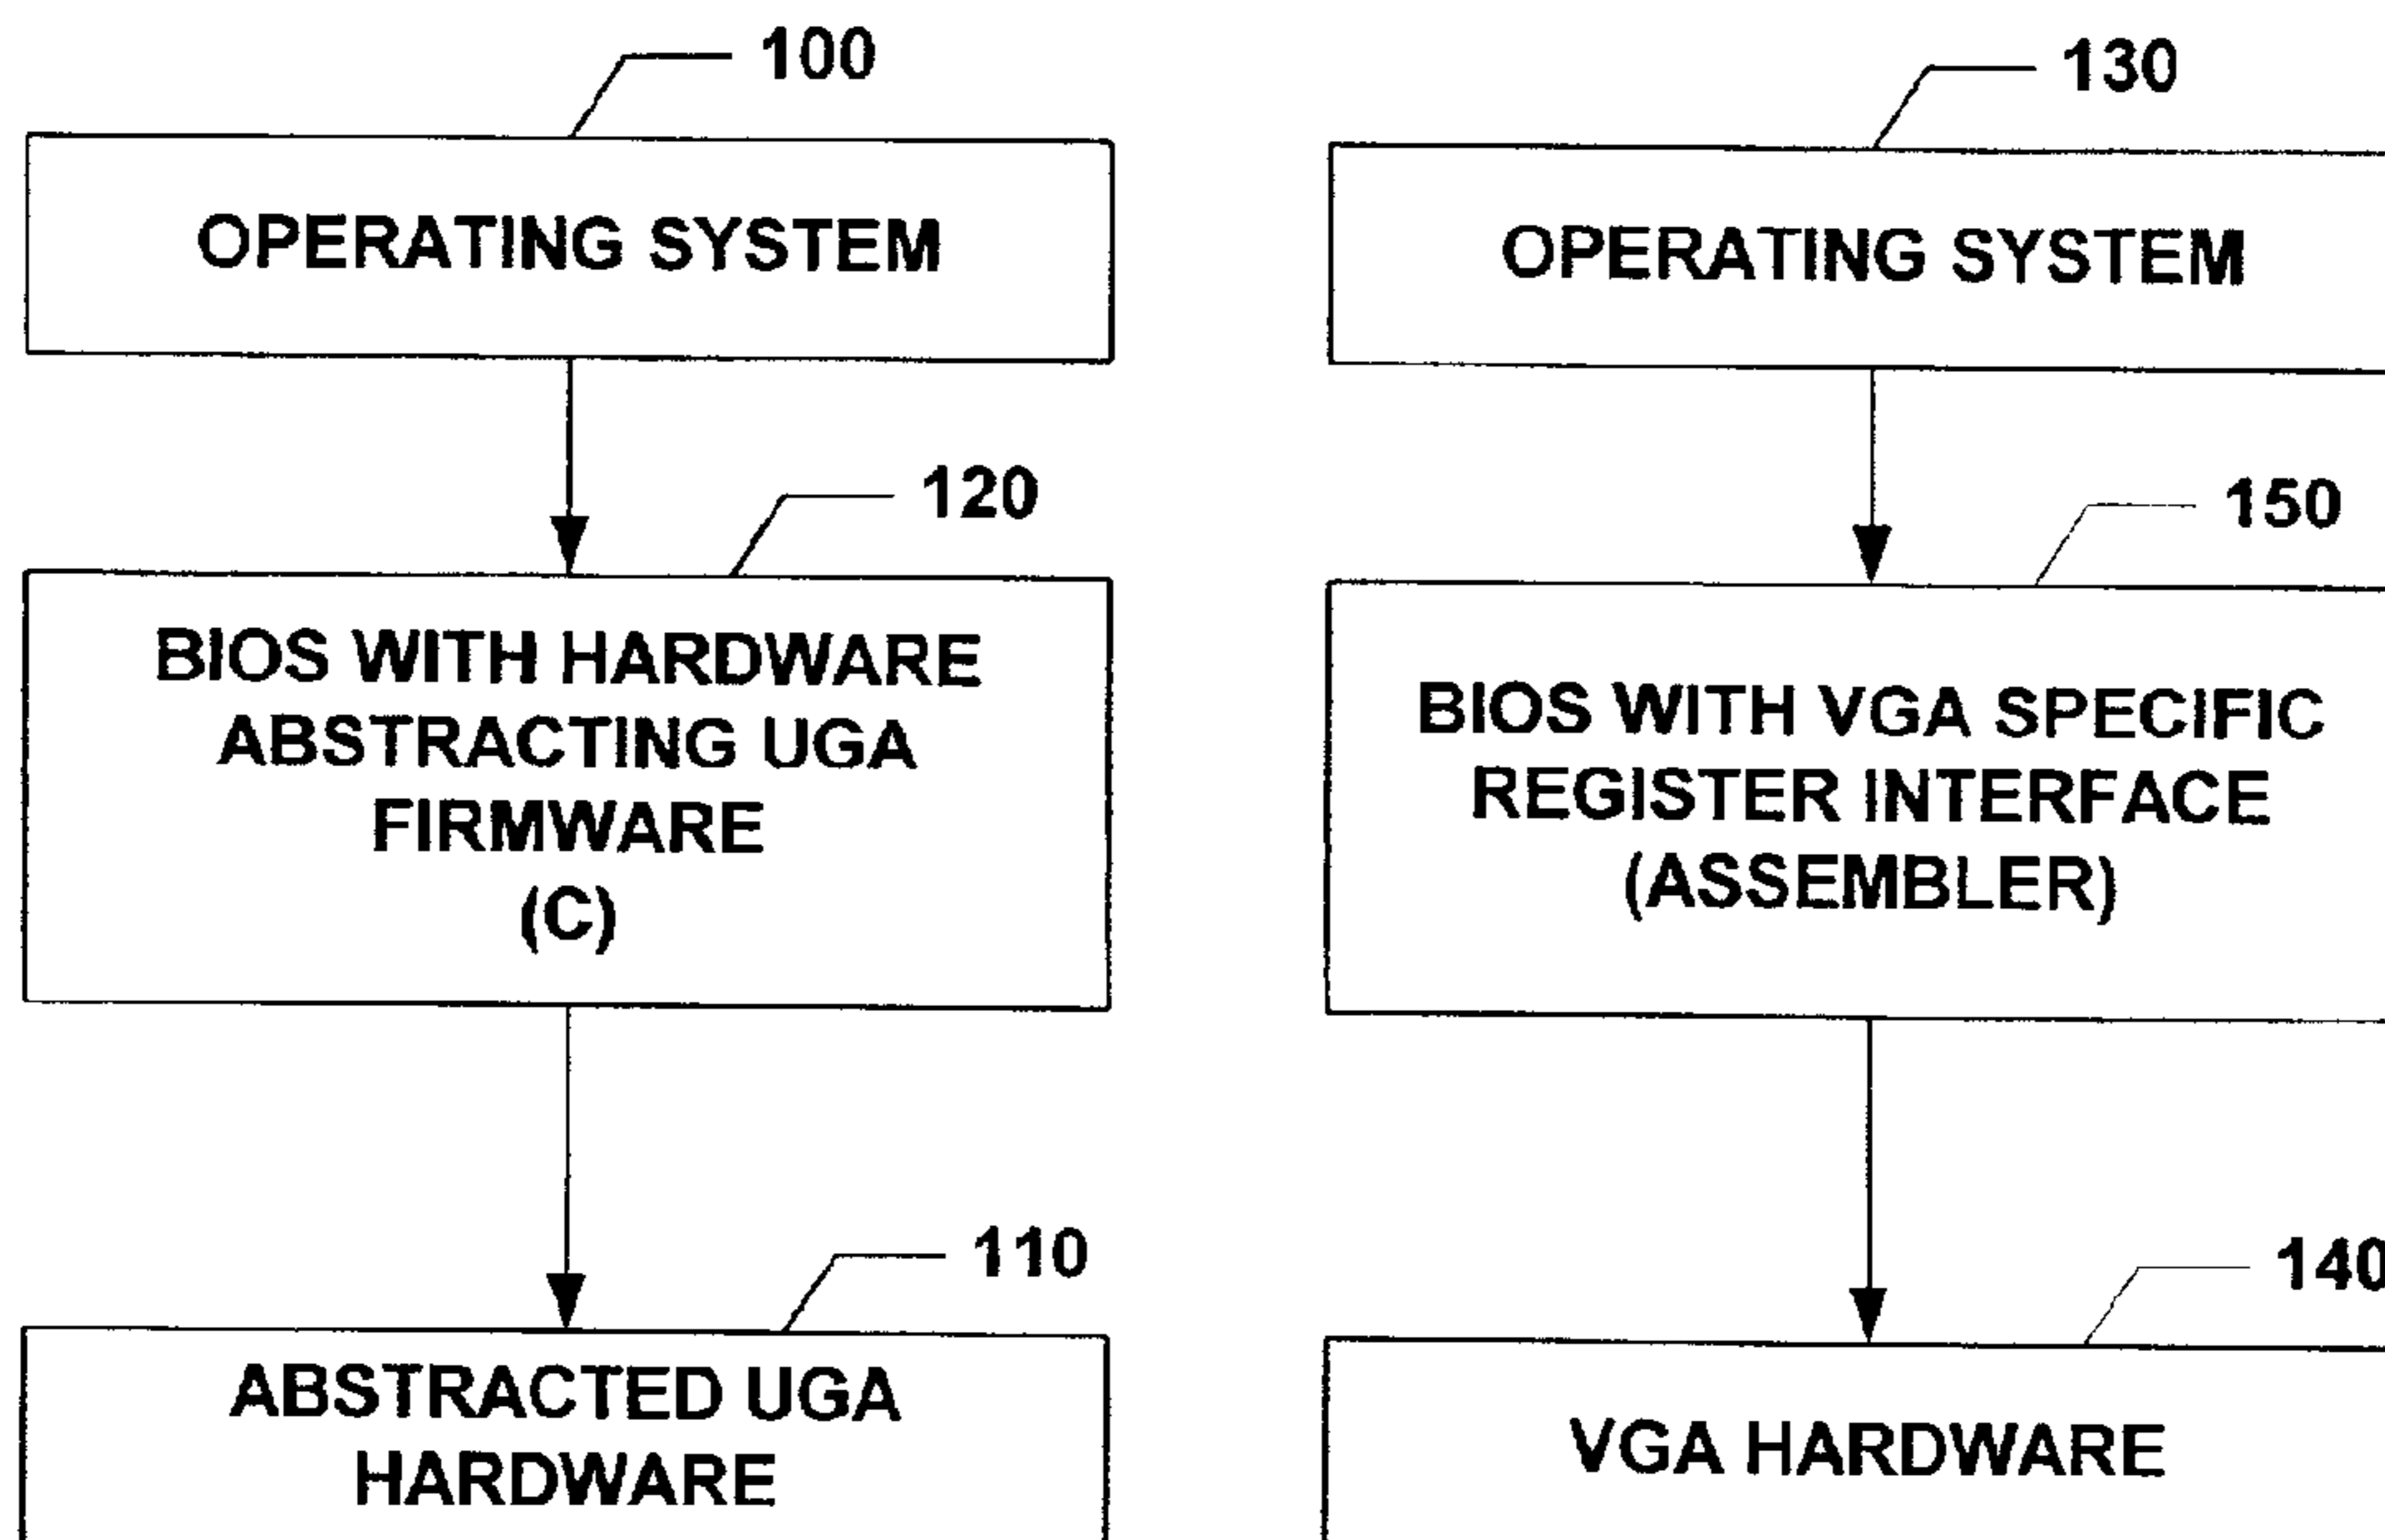 100
OPERATING SYSTEM
120
BIOS WITH HARDWARE
ABSTRACTING UGA
FIRMWARE
(C)
110
ABSTRACTED UGA
HARDWARE
130
OPERATING SYSTEM
150
BIOS WITH VGA SPECIFIC
REGISTER INTERFACE
(ASSEMBLER)
140
VGA HARDWARE